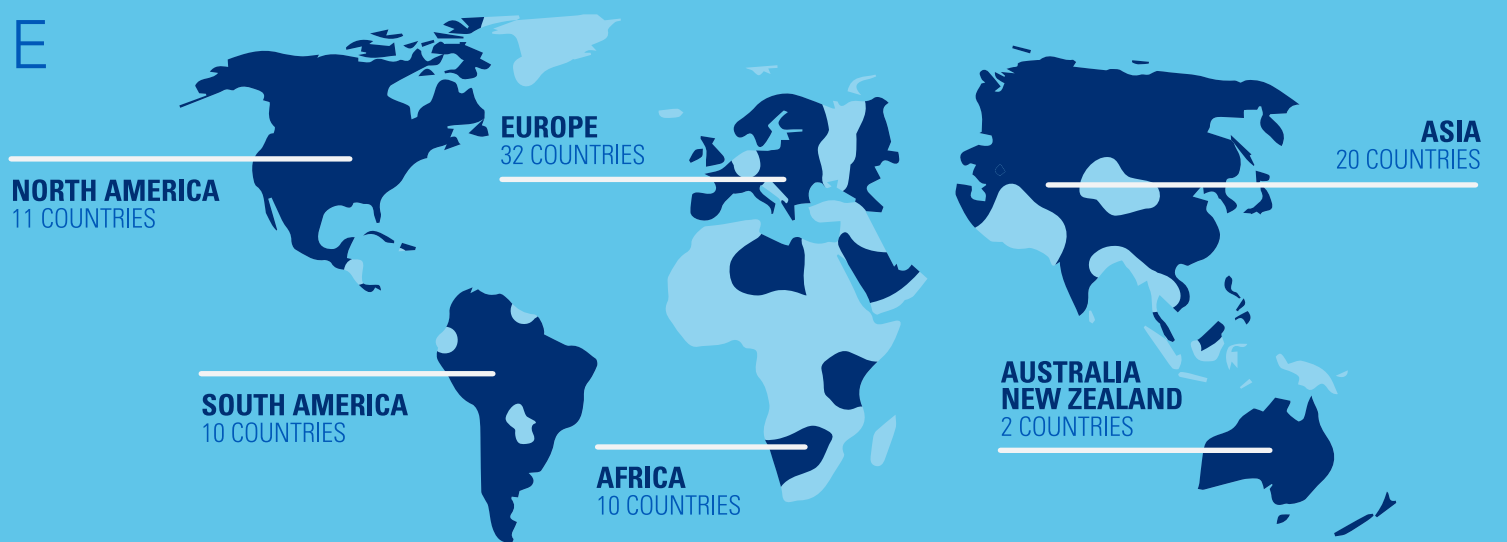 E
EUROPE
32 COUNTRIES
ASIA
20 COUNTRIES
NORTH AMERICA
11 COUNTRIES
AUSTRALIA
NEW ZEALAND
2 COUNTRIES
SOUTH AMERICA
10 COUNTRIES
AFRICA
10 COUNTRIES